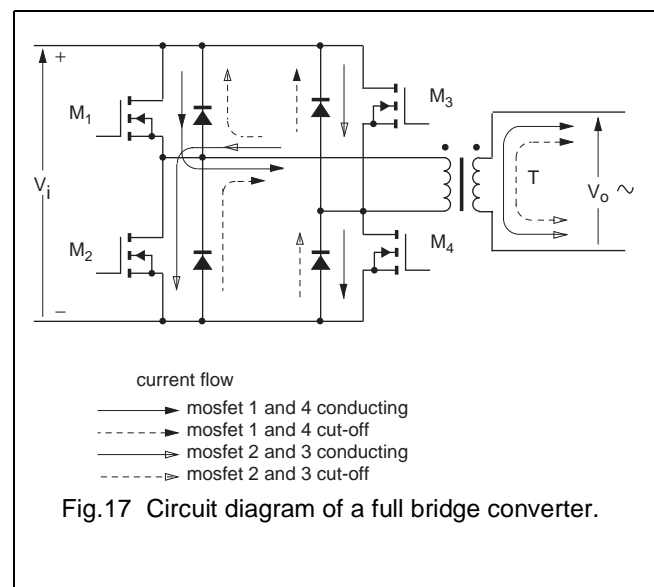 +
M1
M3
Vi
T
Vo ~
M2
M4
–
current flow
mosfet 1 and 4 conducting
mosfet 1 and 4 cut-off
mosfet 2 and 3 conducting
mosfet 2 and 3 cut-off
Fig.17 Circuit diagram of a full bridge converter.